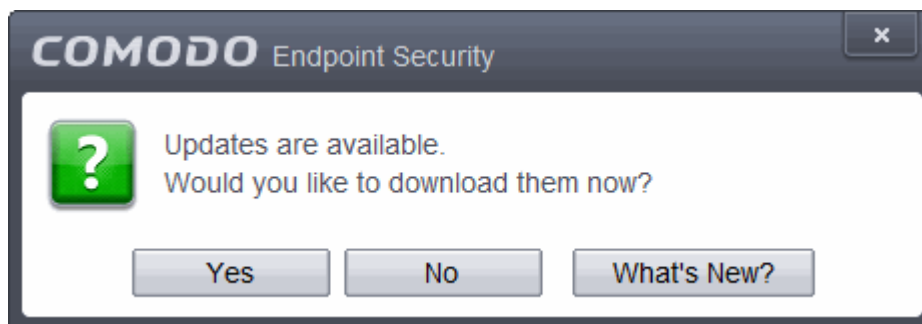 COMODO Endpoint Security
Updates are available.
Would you like to download them now?
Yes No What's New?